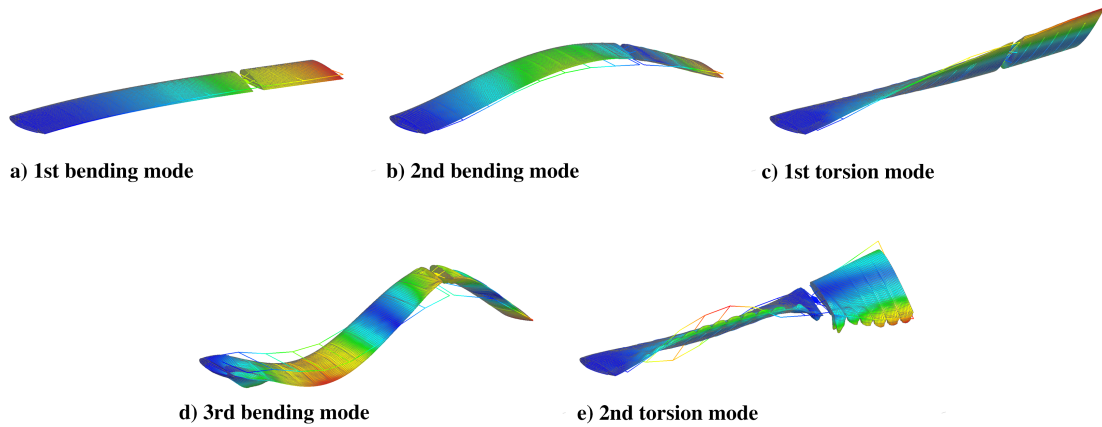 a) 1st bending mode
b) 2nd bending mode
c) 1st torsion mode
d) 3rd bending mode
e) 2nd torsion mode